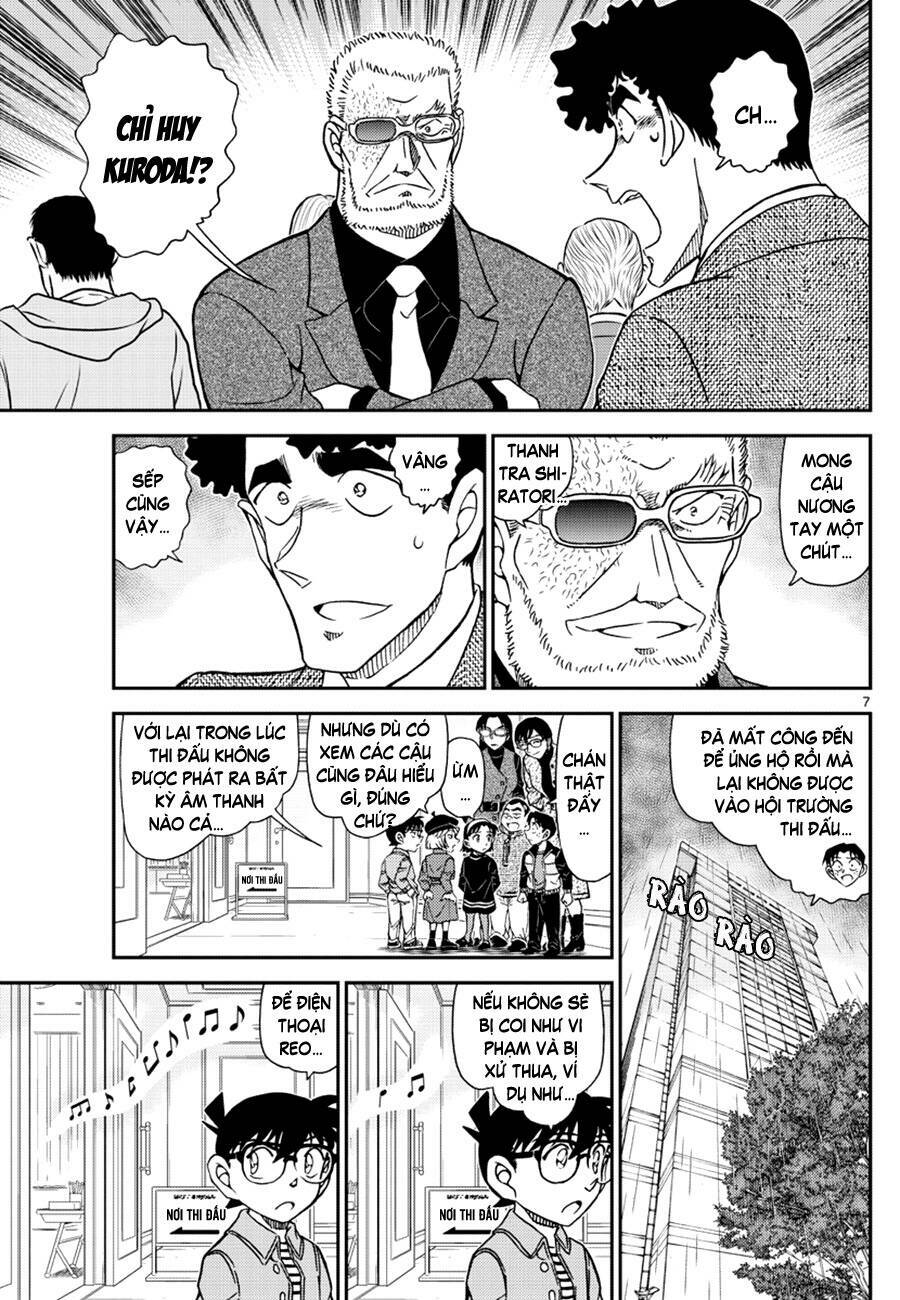 CH...
CHỈ HUY
KURODA!?
MONG
CẬU
NƯƠNG
TAY MỘT
CHÚT...
THANH
TRA SHI-
RATORI...
VÂNG
...
SẾP
CŨNG
VẬY...
7
ĐÃ MẤT CÔNG ĐẾN
ĐỂ ỦNG HỘ RỒI MÀ
LẠI KHÔNG ĐƯỢC
VÀO HỘI TRƯỜNG
THI ĐẤU...
RÀO
RÀO
CHÁN
THẬT
ĐẤY
...
ỪM
...
NHƯNG DÙ CÓ
XEM CÁC CẬU
CŨNG ĐÂU HIỂU
GÌ, ĐÚNG
CHỨ?
VỚI LẠI TRONG LÚC
THI ĐẤU KHÔNG
ĐƯỢC PHÁT RA BẤT
KỲ ÂM THANH
NÀO CẢ...
NƠI THI ĐẤU
NẾU KHÔNG SẼ
BỊ COI NHƯ VI
PHẠM VÀ BỊ
XỬ THUA, VÍ
DỤ NHƯ...
NƠI THI ĐẤU
ĐỂ ĐIỆN
THOẠI
REO...
NƠI THI ĐẤU